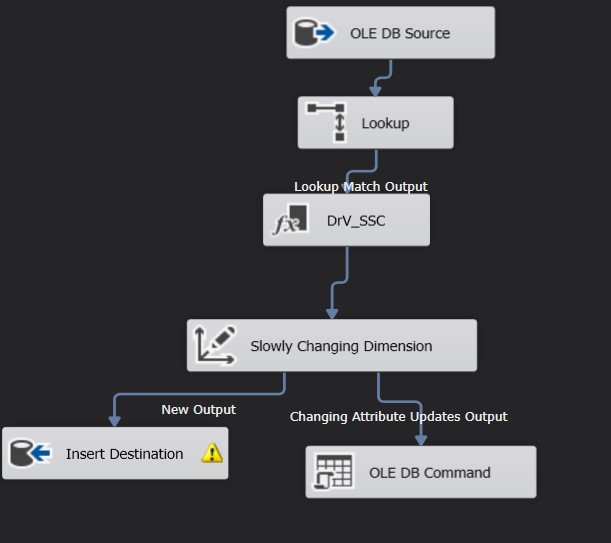 OLE DB Source
Lookup
Lookup Match Output
fx
DrV_SSC
Slowly Changing Dimension
New Output
Changing Attribute Updates Output
Insert Destination
OLE DB Command